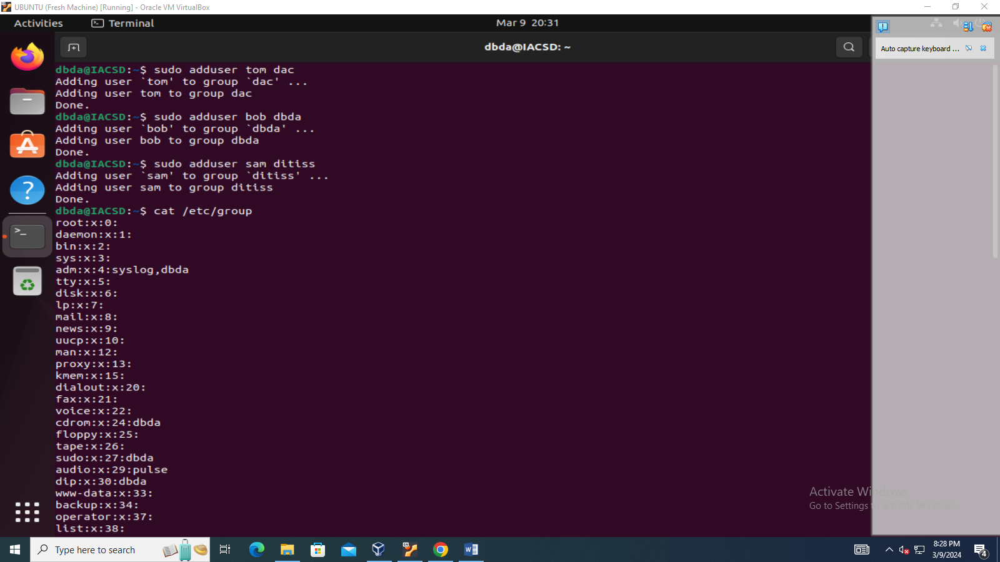 UBUNTU (Fresh Machine) [Running] - Oracle VM VirtualBox
Activities Terminal Mar 9 20:31
dbda@IACSD: ~
Auto capture keyboard ...
dbda@IACSD:~$ sudo adduser tom dac
Adding user `tom' to group `dac' ...
Adding user tom to group dac
Done.
dbda@IACSD:~$ sudo adduser bob dbda
Adding user `bob' to group `dbda' ...
Adding user bob to group dbda
Done.
dbda@IACSD:~$ sudo adduser sam ditiss
Adding user `sam' to group `ditiss' ...
Adding user sam to group ditiss
Done.
dbda@IACSD:~$ cat /etc/group
root:x:0:
daemon:x:1:
bin:x:2:
sys:x:3:
adm:x:4:syslog,dbda
tty:x:5:
disk:x:6:
lp:x:7:
mail:x:8:
news:x:9:
uucp:x:10:
man:x:12:
proxy:x:13:
kmem:x:15:
dialout:x:20:
fax:x:21:
voice:x:22:
cdrom:x:24:dbda
floppy:x:25:
tape:x:26:
sudo:x:27:dbda
audio:x:29:pulse
dip:x:30:dbda
www-data:x:33:
backup:x:34:
operator:x:37:
list:x:38:
Activate Windows
Go to Settings to activate Windows.
Type here to search
8:28 PM
3/9/2024
4